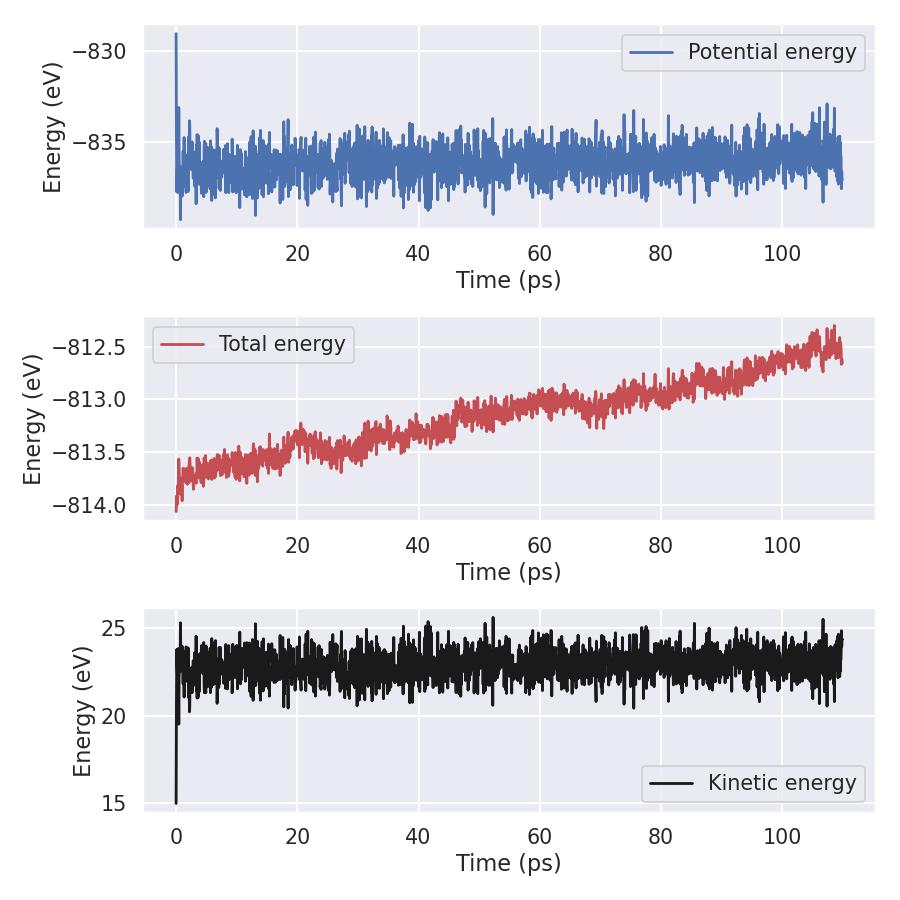 Energy (eV)
−830
−835
Potential energy
0 20 40 60 80 100
Time (ps)
Energy (eV)
−812.5
−813.0
−813.5
−814.0
Total energy
0 20 40 60 80 100
Time (ps)
Energy (eV)
25
20
15
Kinetic energy
0 20 40 60 80 100
Time (ps)